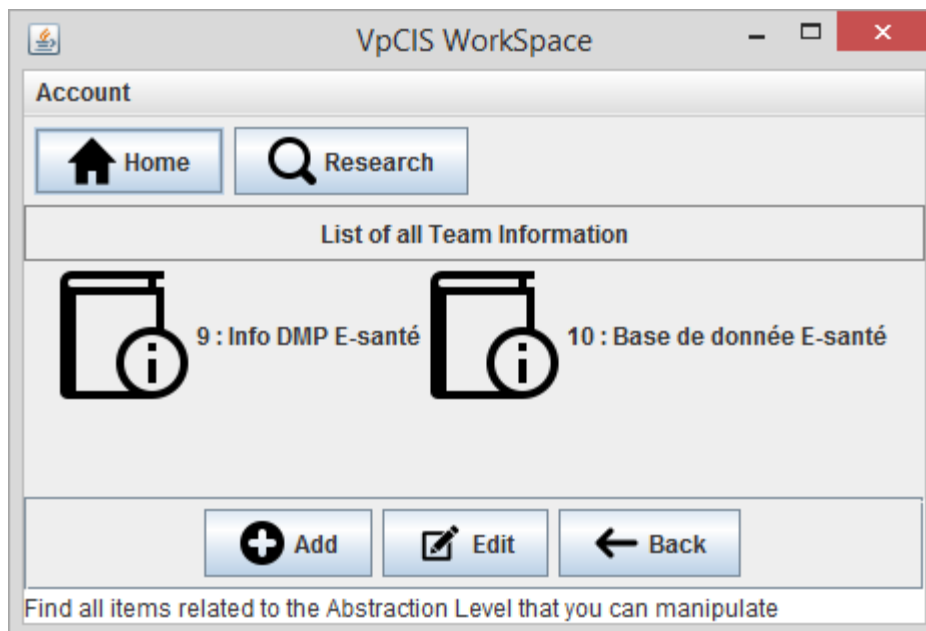 VpCIS WorkSpace
Account
Home Research
List of all Team Information
9 : Info DMP E-santé 10 : Base de donnée E-santé
Add Edit Back
Find all items related to the Abstraction Level that you can manipulate